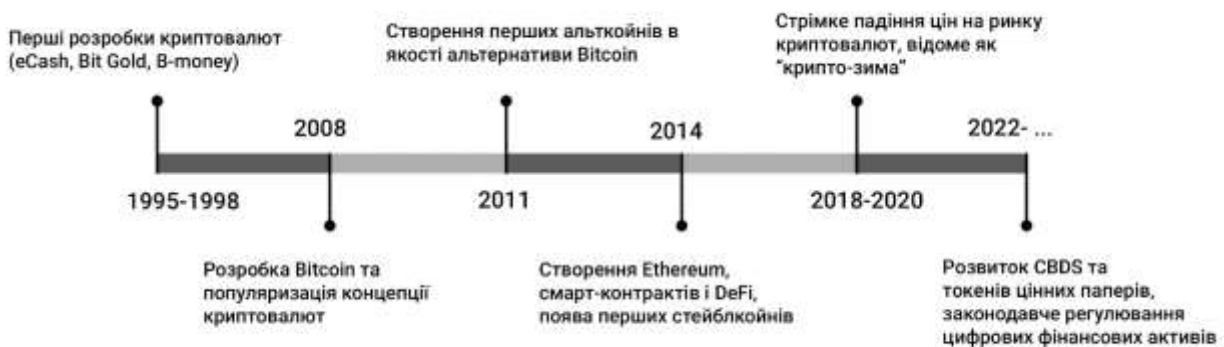 Перші розробки криптовалют
(eCash, Bit Gold, B-money)
Створення перших альткойнів в
якості альтернативи Bitcoin
Стрімке падіння цін на ринку
криптовалют, відоме як
“крипто-зима”
2008
2014
2022- ...
1995-1998
2011
2018-2020
Розробка Bitcoin та
популяризація концепції
криптовалют
Створення Ethereum,
смарт-контрактів і DeFi,
поява перших стейблкойнів
Розвиток CBDS та
токенів цінних паперів,
законодавче регулювання
цифрових фінансових активів